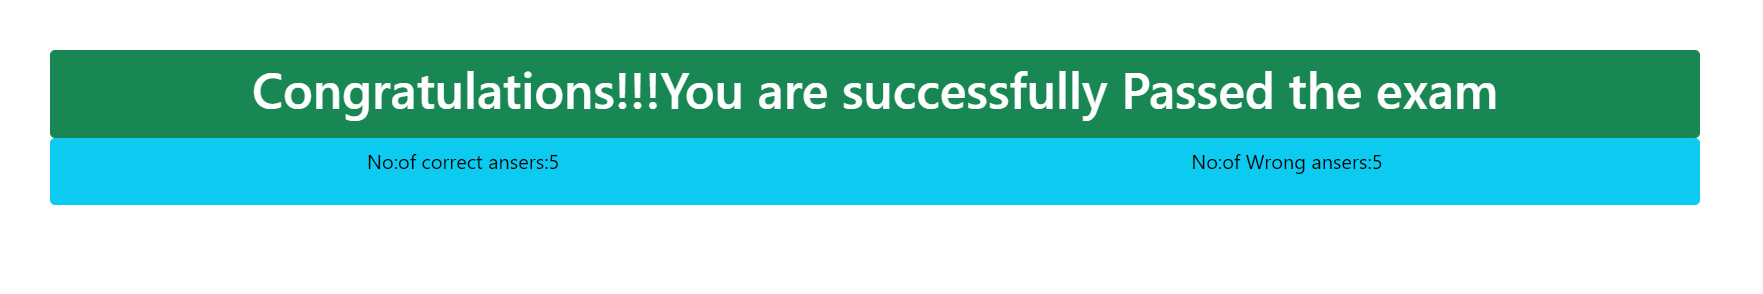 Congratulations!!!You are successfully Passed the exam
No:of correct ansers:5
No:of Wrong ansers:5